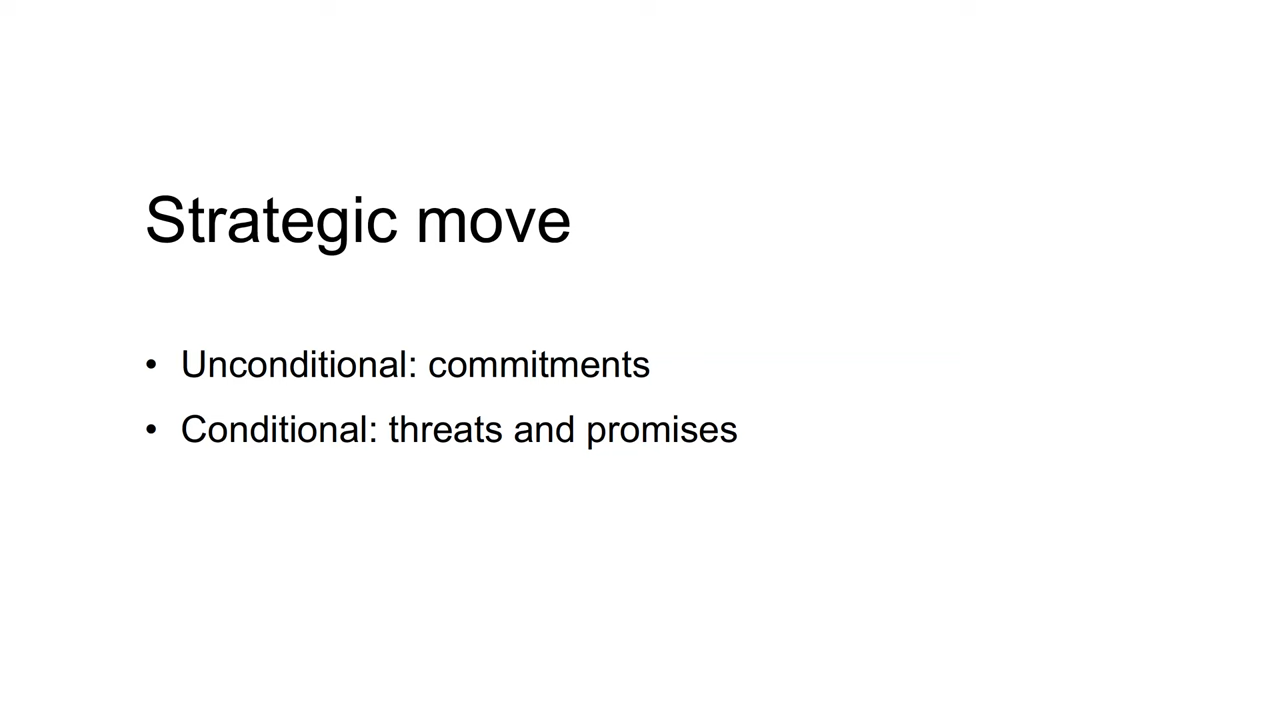 Strategic move
• Unconditional: commitments
• Conditional: threats and promises